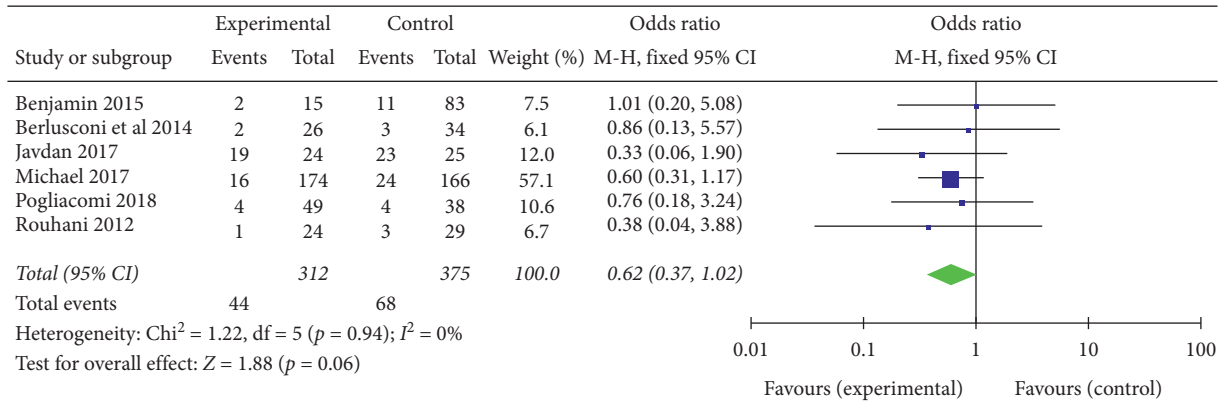 Experimental Control Odds ratio Odds ratio
Study or subgroup Events Total Events Total Weight (%) M-H, fixed 95% CI M-H, fixed 95% CI
Benjamin 2015 2 15 11 83 7.5 1.01 (0.20, 5.08)
Berlusconi et al 2014 2 26 3 34 6.1 0.86 (0.13, 5.57)
Javdan 2017 19 24 23 25 12.0 0.33 (0.06, 1.90)
Michael 2017 16 174 24 166 57.1 0.60 (0.31, 1.17)
Pogliacomi 2018 4 49 4 38 10.6 0.76 (0.18, 3.24)
Rouhani 2012 1 24 3 29 6.7 0.38 (0.04, 3.88)
Total (95% CI) 312 375 100.0 0.62 (0.37, 1.02)
Total events 44 68
Heterogeneity: Chi² = 1.22, df = 5 (p = 0.94); I² = 0%
Test for overall effect: Z = 1.88 (p = 0.06)
0.01 0.1 1 10 100
Favours (experimental) Favours (control)